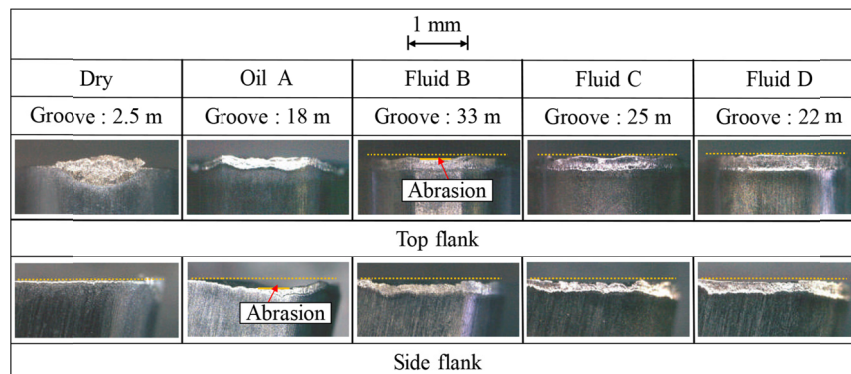 1 mm
Dry Oil A Fluid B Fluid C Fluid D
Groove : 2.5 m Groove : 18 m Groove : 33 m Groove : 25 m Groove : 22 m
Abrasion
Top flank
Abrasion
Side flank